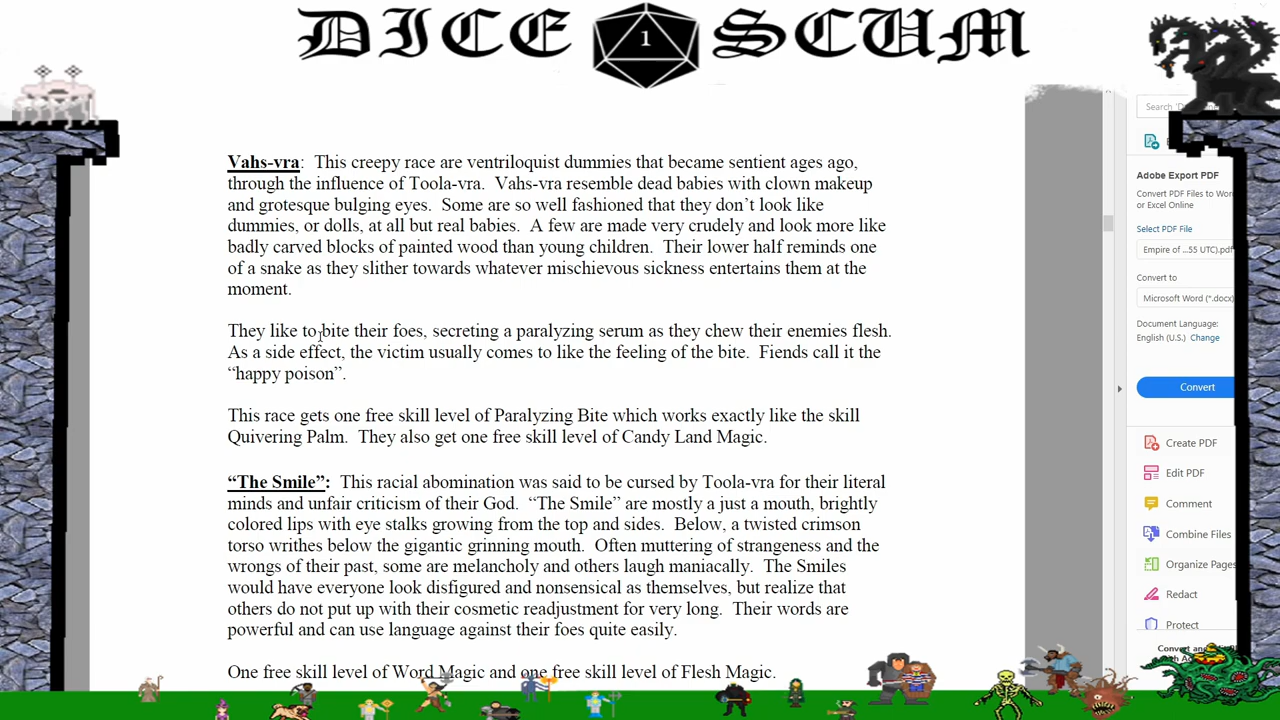 DICE 1 SCUM
Vahs-vra:  This creepy race are ventriloquist dummies that became sentient ages ago,
through the influence of Toola-vra.  Vahs-vra resemble dead babies with clown makeup
and grotesque bulging eyes.  Some are so well fashioned that they don't look like
dummies, or dolls, at all but real babies.  A few are made very crudely and look more like
badly carved blocks of painted wood than young children.  Their lower half reminds one
of a snake as they slither towards whatever mischievous sickness entertains them at the
moment.
They like to bite their foes, secreting a paralyzing serum as they chew their enemies flesh.
As a side effect, the victim usually comes to like the feeling of the bite.  Fiends call it the
“happy poison”.
This race gets one free skill level of Paralyzing Bite which works exactly like the skill
Quivering Palm.  They also get one free skill level of Candy Land Magic.
“The Smile”:  This racial abomination was said to be cursed by Toola-vra for their literal
minds and unfair criticism of their God.  “The Smile” are mostly a just a mouth, brightly
colored lips with eye stalks growing from the top and sides.  Below, a twisted crimson
torso writhes below the gigantic grinning mouth.  Often muttering of strangeness and the
wrongs of their past, some are melancholy and others laugh maniacally.  The Smiles
would have everyone look disfigured and nonsensical as themselves, but realize that
others do not put up with their cosmetic readjustment for very long.  Their words are
powerful and can use language against their foes quite easily.
One free skill level of Word Magic and one free skill level of Flesh Magic.
Search
Adobe Export PDF
Convert PDF Files to Wor
or Excel Online
Select PDF File
Empire of ...55 UTC).pdf
Convert to
Microsoft Word (*.docx)
Document Language:
English (U.S.) Change
Convert
Create PDF
Edit PDF
Comment
Combine Files
Organize Pages
Redact
Protect
Convert and